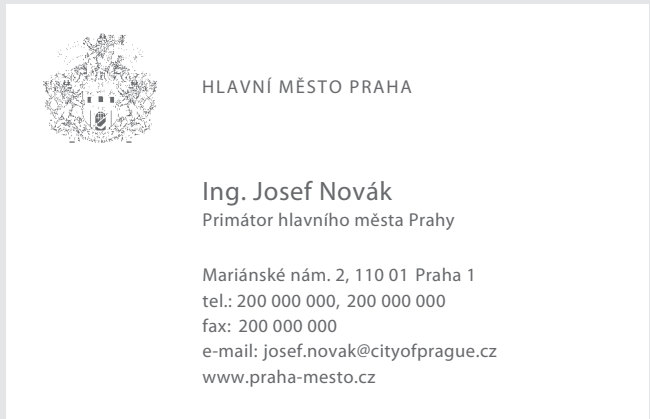 HLAVNÍ MĚSTO PRAHA
Ing. Josef Novák
Primátor hlavního města Prahy
Mariánské nám. 2, 110 01 Praha 1
tel.: 200 000 000, 200 000 000
fax: 200 000 000
e-mail: josef.novak@cityofprague.cz
www.praha-mesto.cz